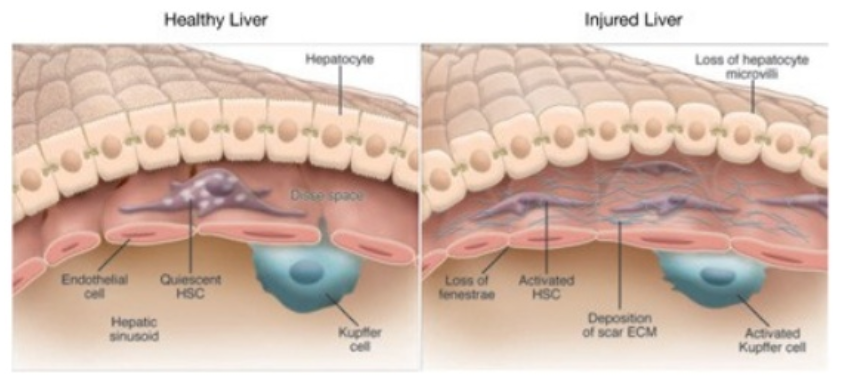 Healthy Liver
Injured Liver
Hepatocyte
Disse space
Endothelial
cell
Quiescent
HSC
Hepatic
sinusoid
Kupffer
cell
Loss of hepatocyte
microvilli
Loss of
fenestrae
Activated
HSC
Deposition
of scar ECM
Activated
Kupffer cell